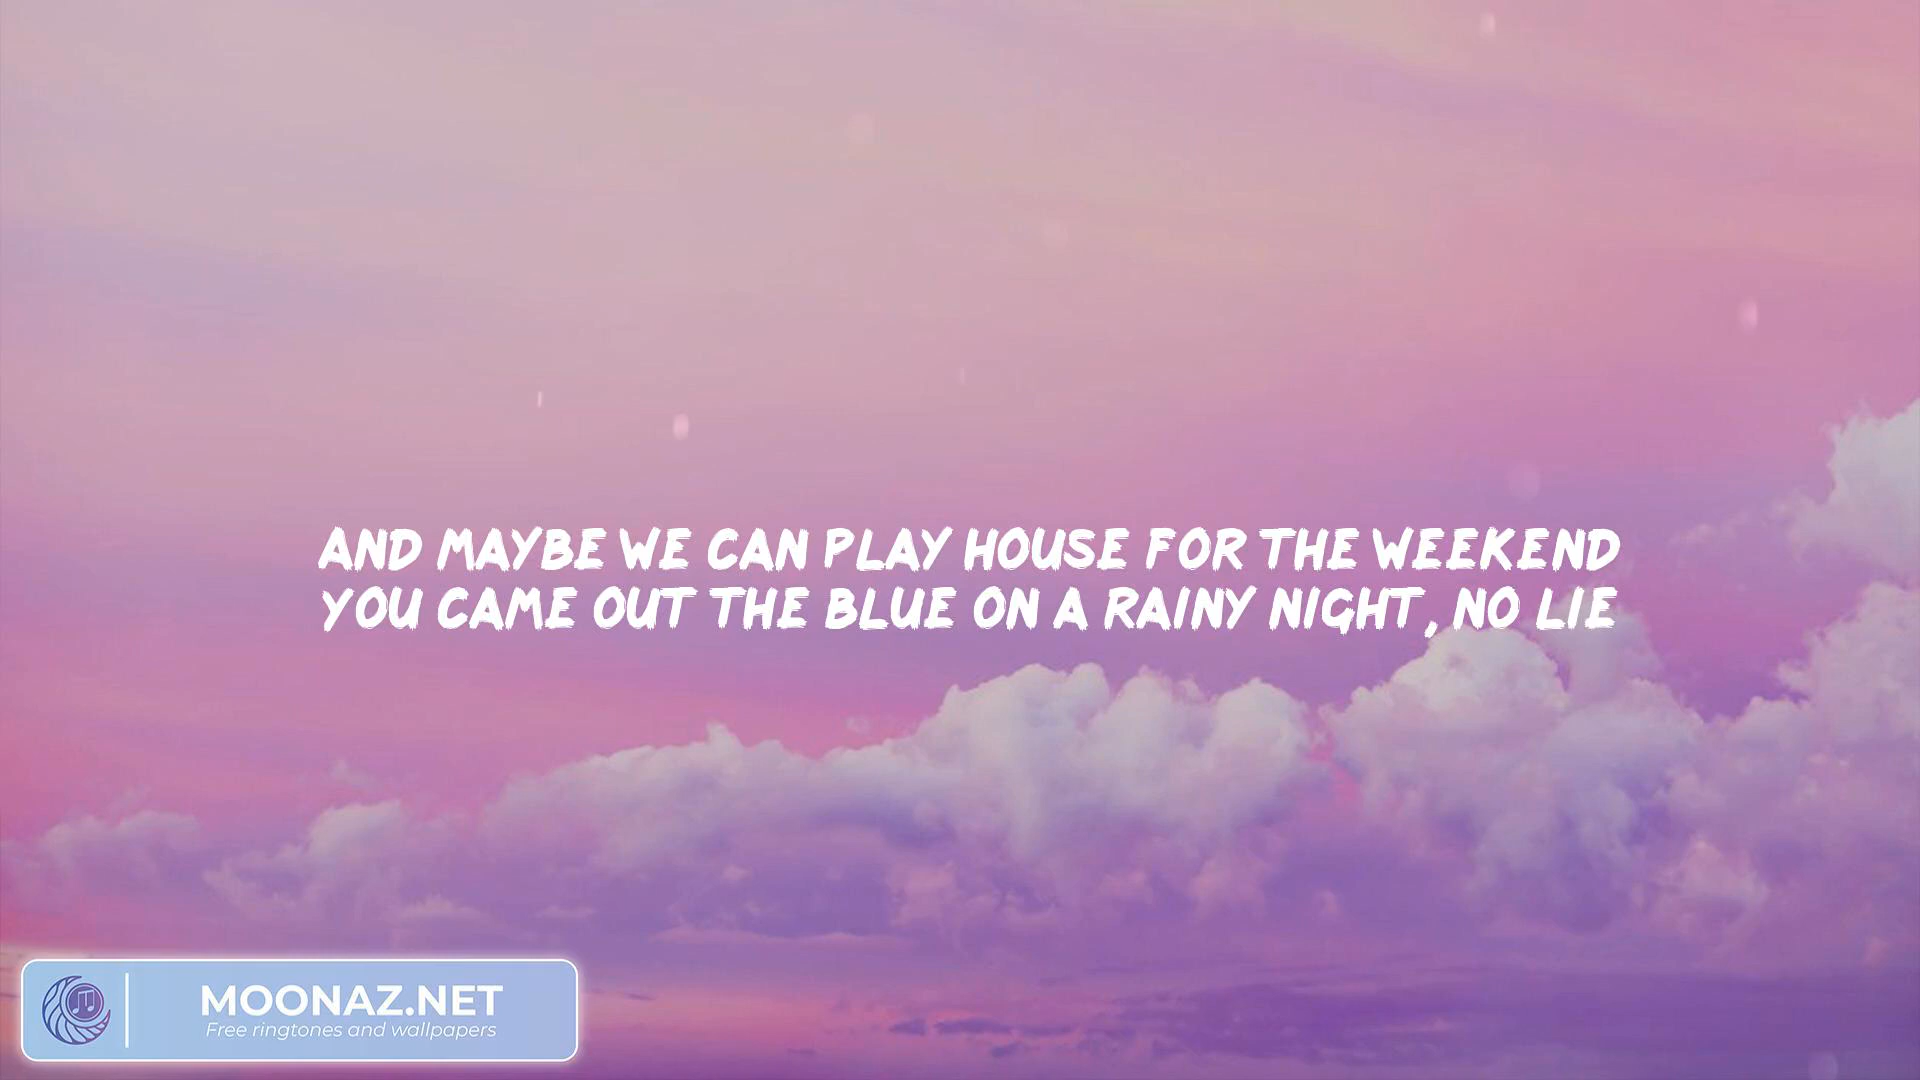 AND MAYBE WE CAN PLAY HOUSE FOR THE WEEKEND
YOU CAME OUT THE BLUE ON A RAINY NIGHT, NO LIE
MOONAZ.NET
Free ringtones and wallpapers